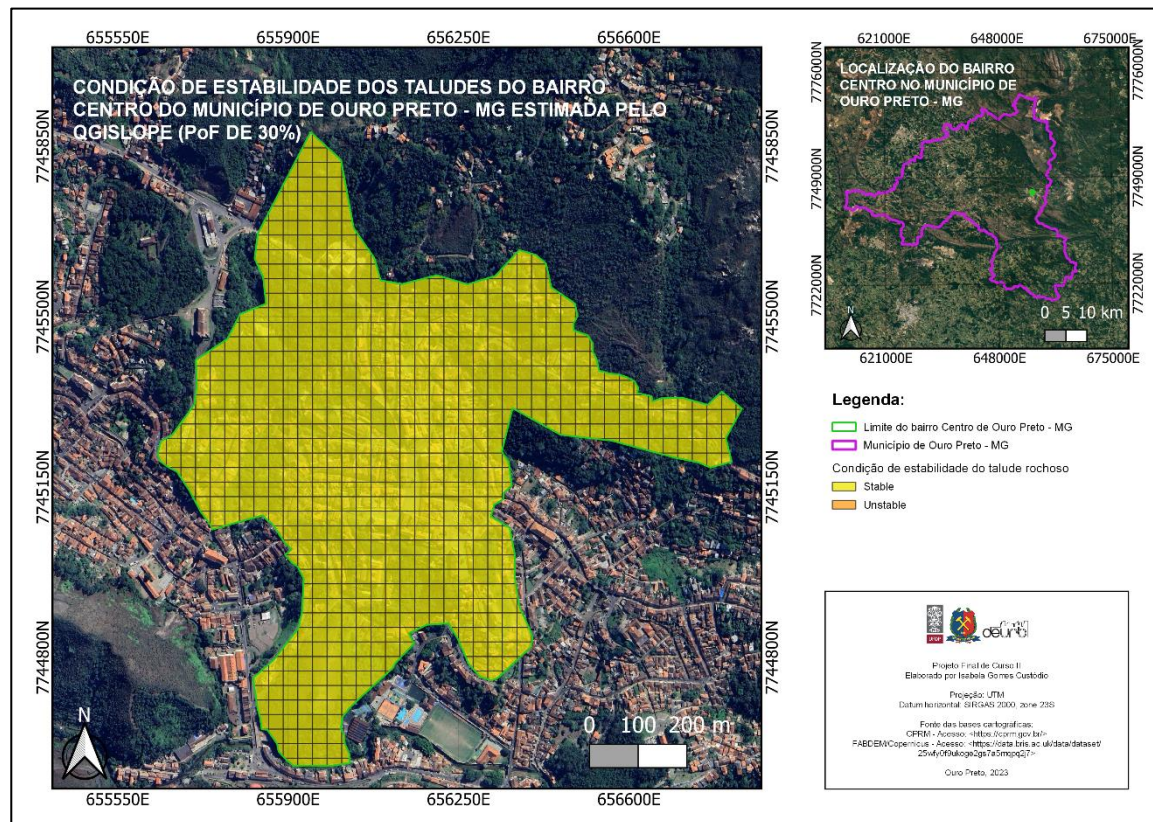 655550E 655900E 656250E 656600E
CONDIÇÃO DE ESTABILIDADE DOS TALUDES DO BAIRRO
CENTRO DO MUNICÍPIO DE OURO PRETO - MG ESTIMADA PELO
QGISLOPE (PoF DE 30%)
7745850N 7745850N
7745500N 7745500N
7745150N 7745150N
7744800N 7744800N
N
0 100 200 m
655550E 655900E 656250E 656600E
621000E 648000E 675000E
LOCALIZAÇÃO DO BAIRRO
CENTRO NO MUNICÍPIO DE
OURO PRETO - MG
7776000N 7776000N
7749000N 7749000N
7722000N 7722000N
N
0 5 10 km
621000E 648000E 675000E
Legenda:
Limite do bairro Centro de Ouro Preto - MG
Município de Ouro Preto - MG
Condição de estabilidade do talude rochoso
Stable
Unstable
UFOP
deurb
Projeto Final de Curso II
Elaborado por Isabela Gomes Custódio
Projeção: UTM
Datum horizontal: SIRGAS 2000, zone 23S
Fonte das bases cartograficas:
CPRM - Acesso: <https://cprm.gov.br/>
FABDEM/Copernicus - Acesso: <https://data.bris.ac.uk/data/dataset/
Ouro Preto, 2023